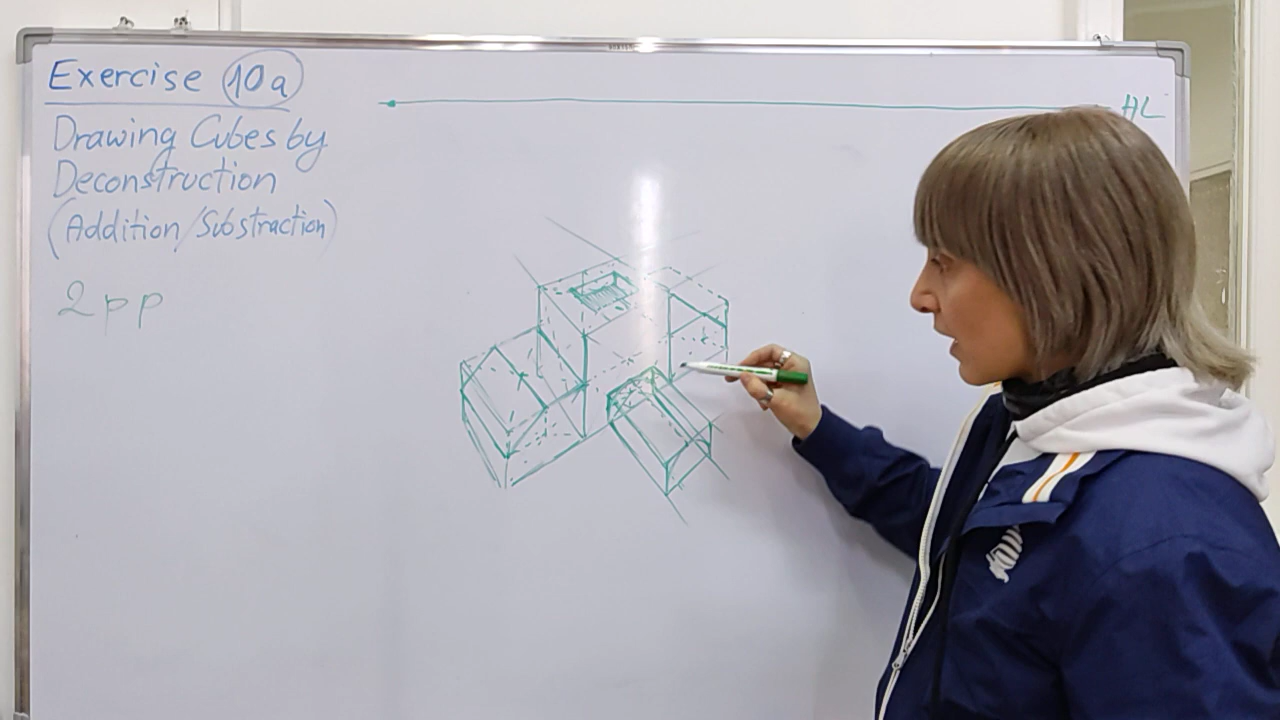 Exercise 10a
HL
Drawing Cubes by
Deconstruction
(Addition/Substraction)
2pp